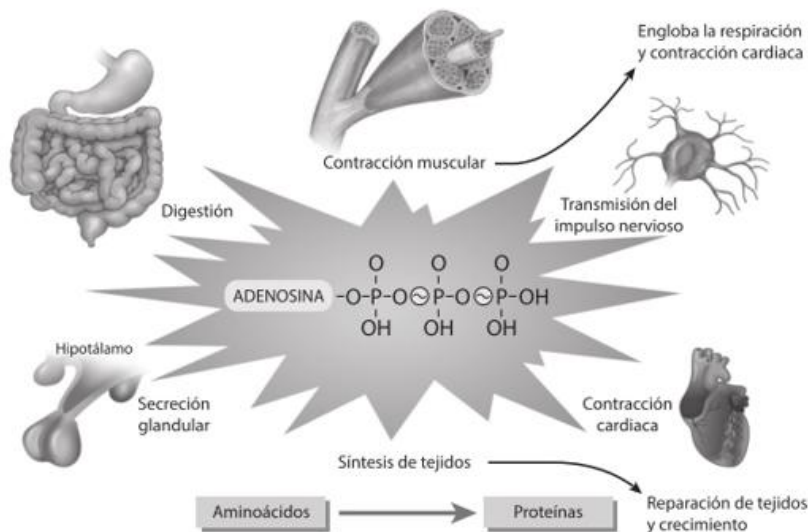 Engloba la respiración
y contracción cardiaca
Contracción muscular
Digestión
Transmisión del
impulso nervioso
O O O
ADENOSINA -O-P-O~P-O~P-OH
OH OH OH
Hipotálamo
Secreción
glandular
Contracción
cardiaca
Síntesis de tejidos
Aminoácidos
Proteínas
Reparación de tejidos
y crecimiento